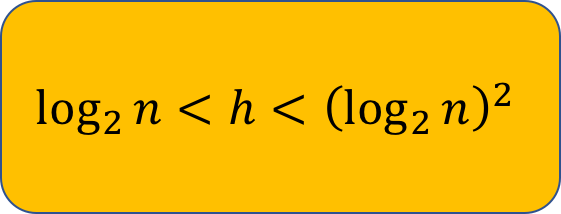 log₂ n < h < (log₂ n)²